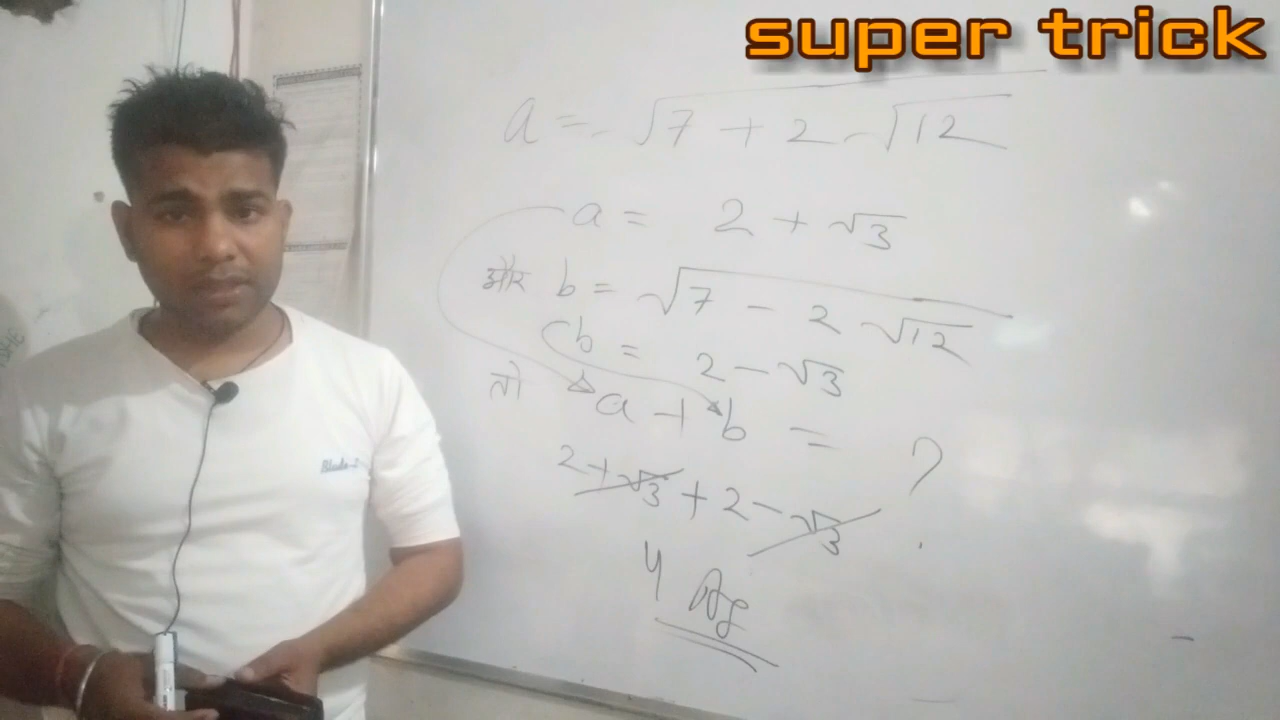 super trick
a = √7 + 2√12
a = 2 + √3
और b = √7 - 2√12
b = 2 - √3
तो a + b = ?
2 + √3 + 2 - √3
4 Ans